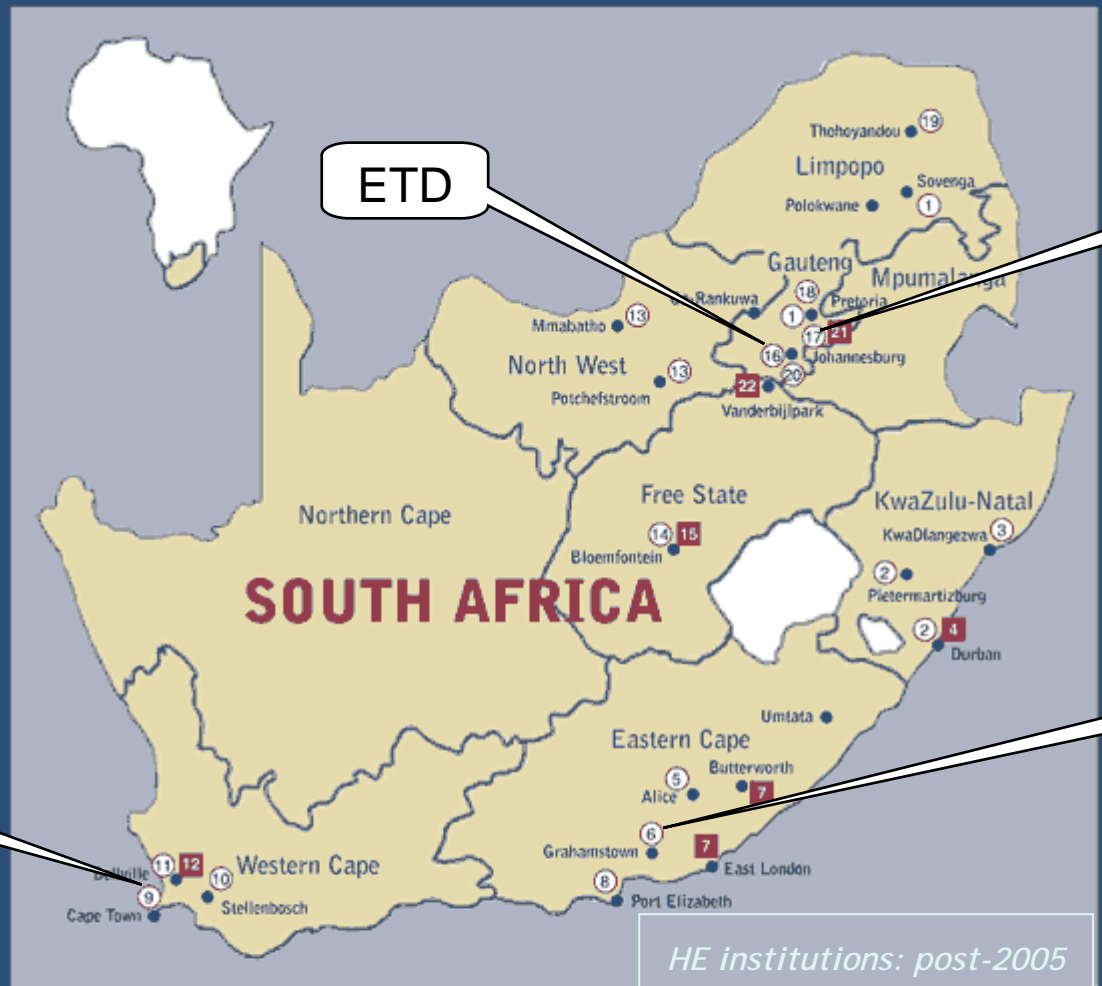 ETD
Thohoyandou
19
Limpopo
Sovenga
Polokwane
1
Gauteng
Mpumalanga
18
Pretoria
1
Mmabatho
13
17
21
North West
16
Johannesburg
13
20
Potchefstroom
22
Vanderbijlpark
Free State
KwaZulu-Natal
Northern Cape
14
15
KwaDlangezwa
3
Bloemfontein
2
SOUTH AFRICA
Pietermartizburg
2
4
Durban
Umtata
Eastern Cape
Butterworth
5
Alice
7
6
Grahamstown
7
East London
11
12
Western Cape
Bellville
10
9
Stellenbosch
8
Cape Town
Port Elizabeth
HE institutions: post-2005